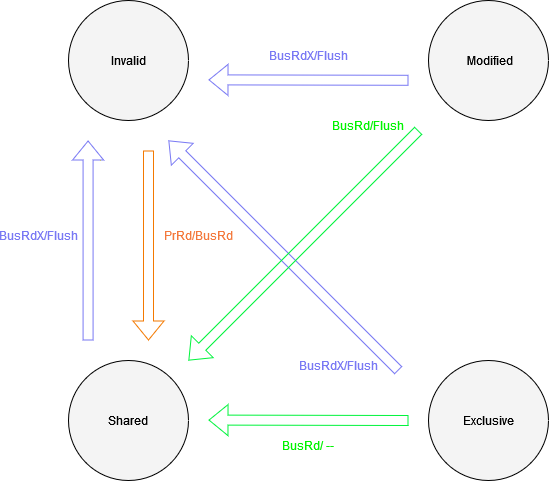 Invalid
BusRdX/Flush
Modified
BusRd/Flush
BusRdX/Flush
PrRd/BusRd
BusRdX/Flush
Shared
BusRd/ --
Exclusive